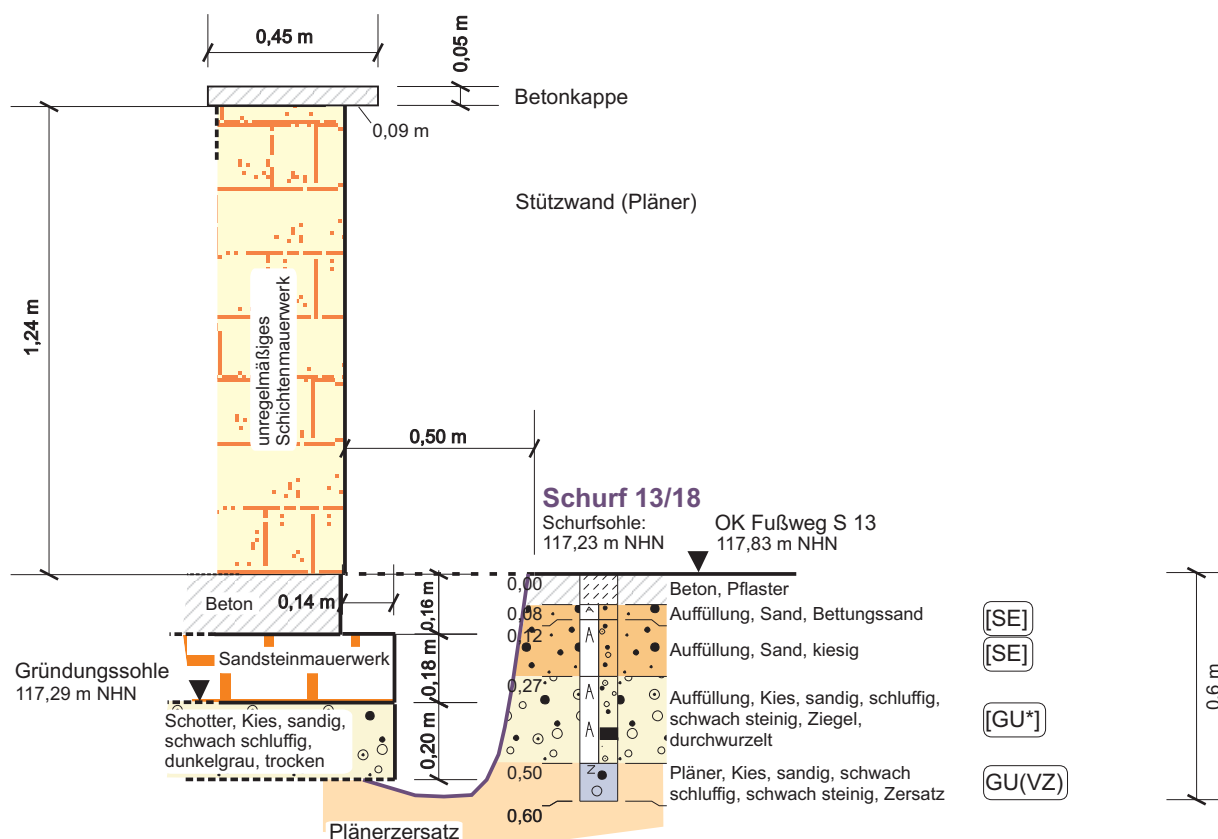 0,45 m
0,05 m
Betonkappe
0,09 m
Stützwand (Pläner)
1,24 m
unregelmäßiges
Schichtenmauerwerk
0,50 m
Schurf 13/18
Schurfsohle:
117,23 m NHN
OK Fußweg S 13
117,83 m NHN
0,00
Beton, Pflaster
Beton
0,14 m
0,16 m
0,08
Auffüllung, Sand, Bettungssand
[SE]
0,12
Auffüllung, Sand, kiesig
[SE]
Gründungssohle
117,29 m NHN
Sandsteinmauerwerk
0,18 m
0,27
Auffüllung, Kies, sandig, schluffig,
schwach steinig, Ziegel,
durchwurzelt
[GU*]
0,6 m
Schotter, Kies, sandig,
schwach schluffig,
dunkelgrau, trocken
0,20 m
0,50
Z
Pläner, Kies, sandig, schwach
schluffig, schwach steinig, Zersatz
GU(VZ)
0,60
Plänerzersatz